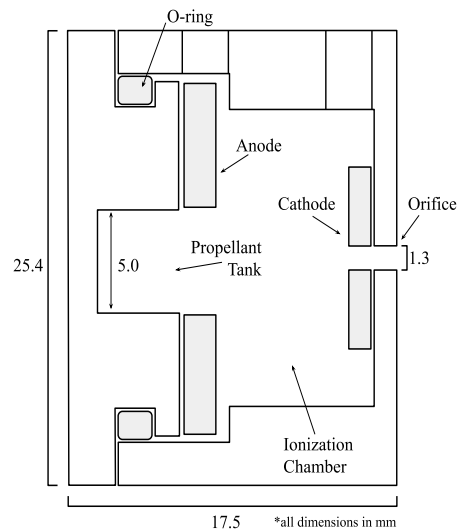 O-ring
Anode
Cathode
Orifice
Propellant
Tank
25.4
5.0
1.3
Ionization
Chamber
17.5
*all dimensions in mm